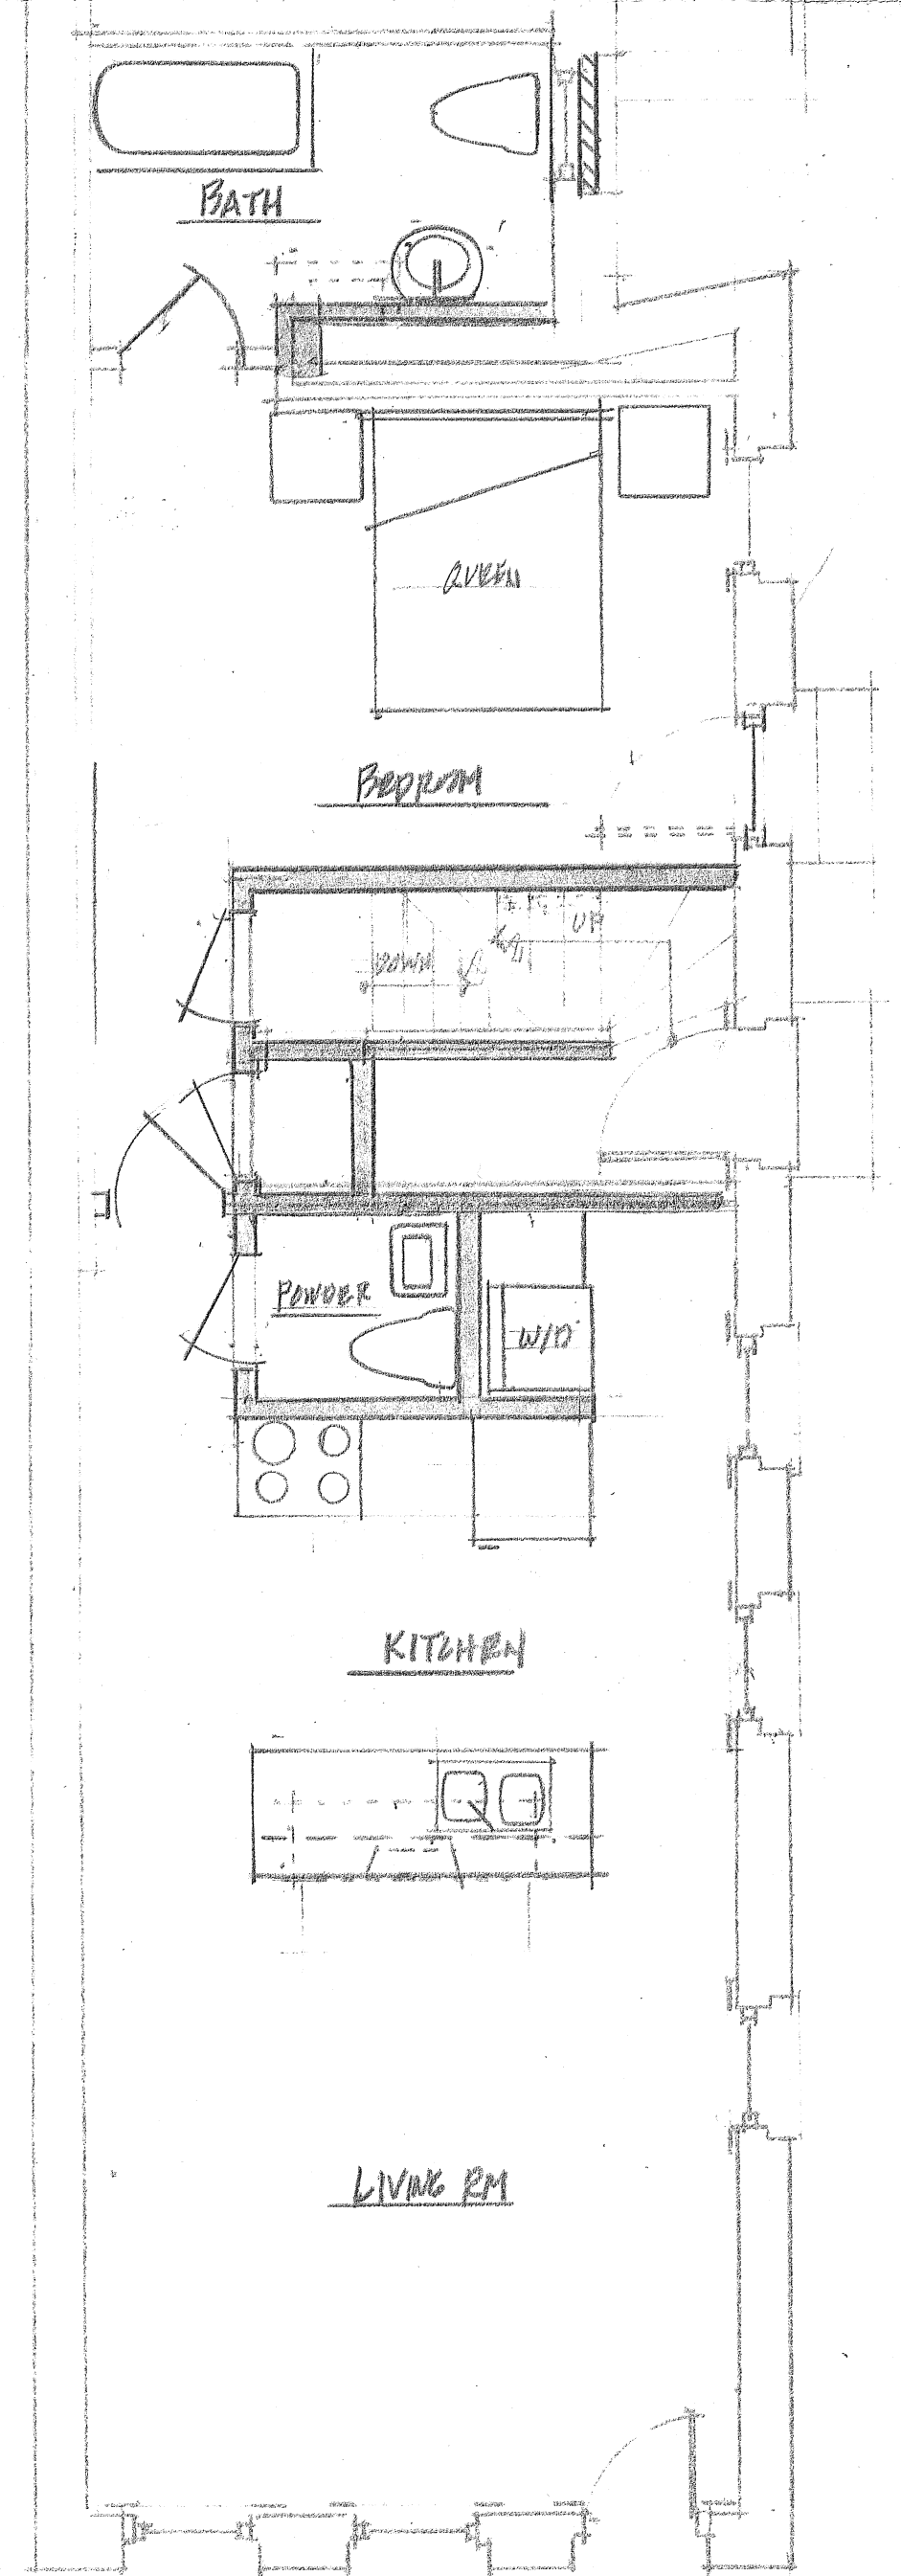 BATH
QUEEN
BEDROOM
UP
DOWN
POWDER
W/D
KITCHEN
LIVING RM